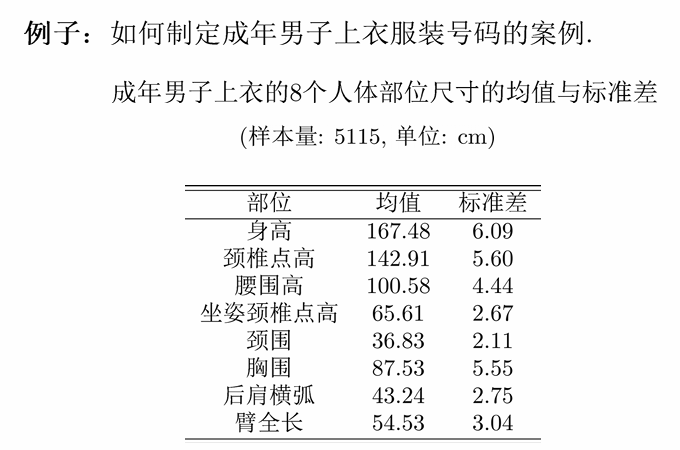 例子：如何制定成年男子上衣服装号码的案例.
成年男子上衣的8个人体部位尺寸的均值与标准差
(样本量: 5115, 单位: cm)
部位 均值 标准差
身高 167.48 6.09
颈椎点高 142.91 5.60
腰围高 100.58 4.44
坐姿颈椎点高 65.61 2.67
颈围 36.83 2.11
胸围 87.53 5.55
后肩横弧 43.24 2.75
臂全长 54.53 3.04